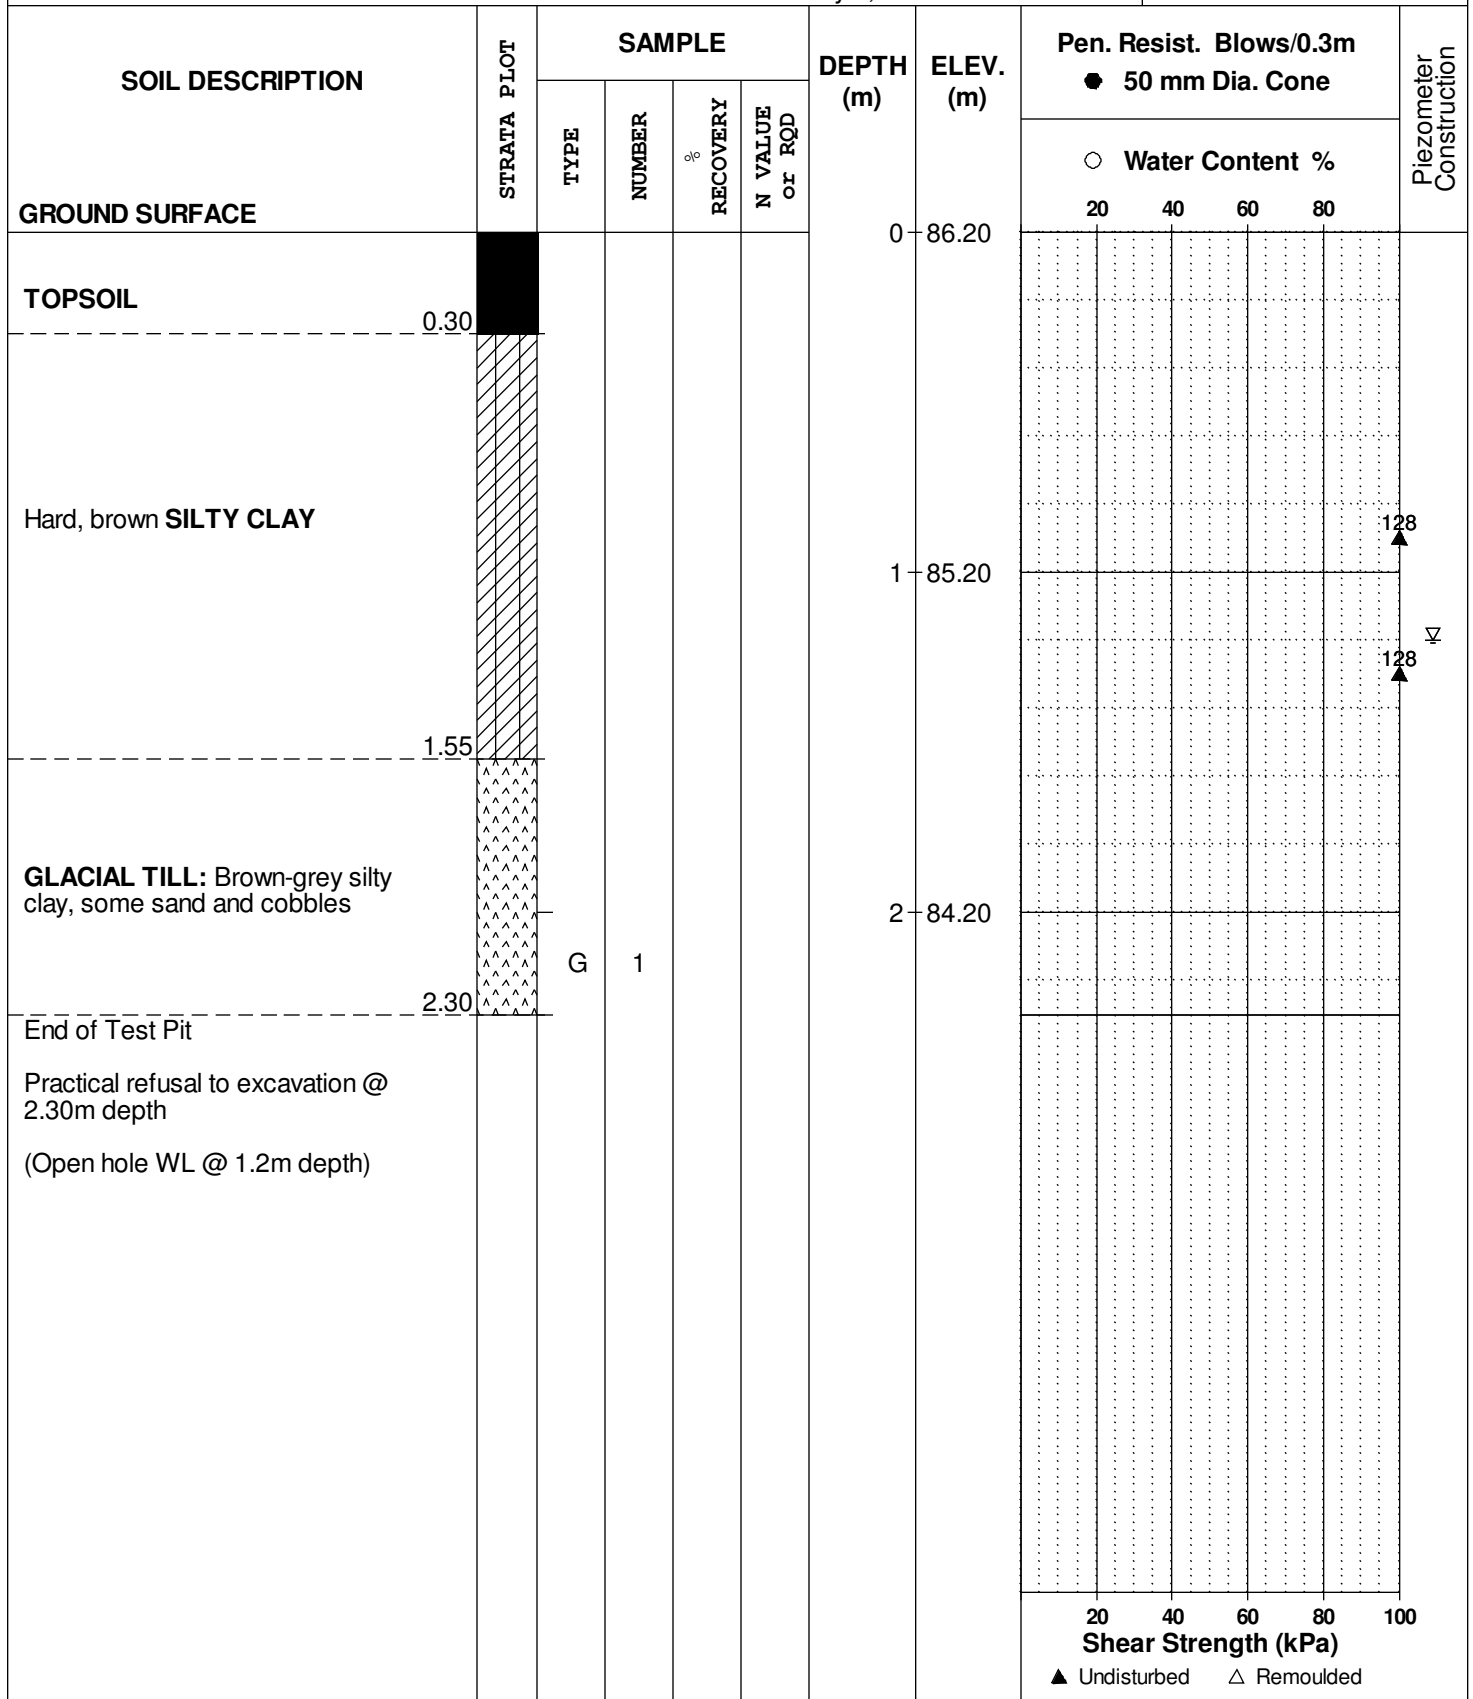 SOIL DESCRIPTION
GROUND SURFACE
STRATA PLOT
SAMPLE
TYPE
NUMBER
%
RECOVERY
N VALUE
or RQD
DEPTH
(m)
ELEV.
(m)
Pen. Resist. Blows/0.3m
● 50 mm Dia. Cone
○ Water Content %
20 40 60 80
Piezometer
Construction
0 86.20
TOPSOIL
0.30
Hard, brown SILTY CLAY
128
1 85.20
128
1.55
GLACIAL TILL: Brown-grey silty
clay, some sand and cobbles
2 84.20
G 1
2.30
End of Test Pit
Practical refusal to excavation @
2.30m depth
(Open hole WL @ 1.2m depth)
20 40 60 80 100
Shear Strength (kPa)
▲ Undisturbed △ Remoulded